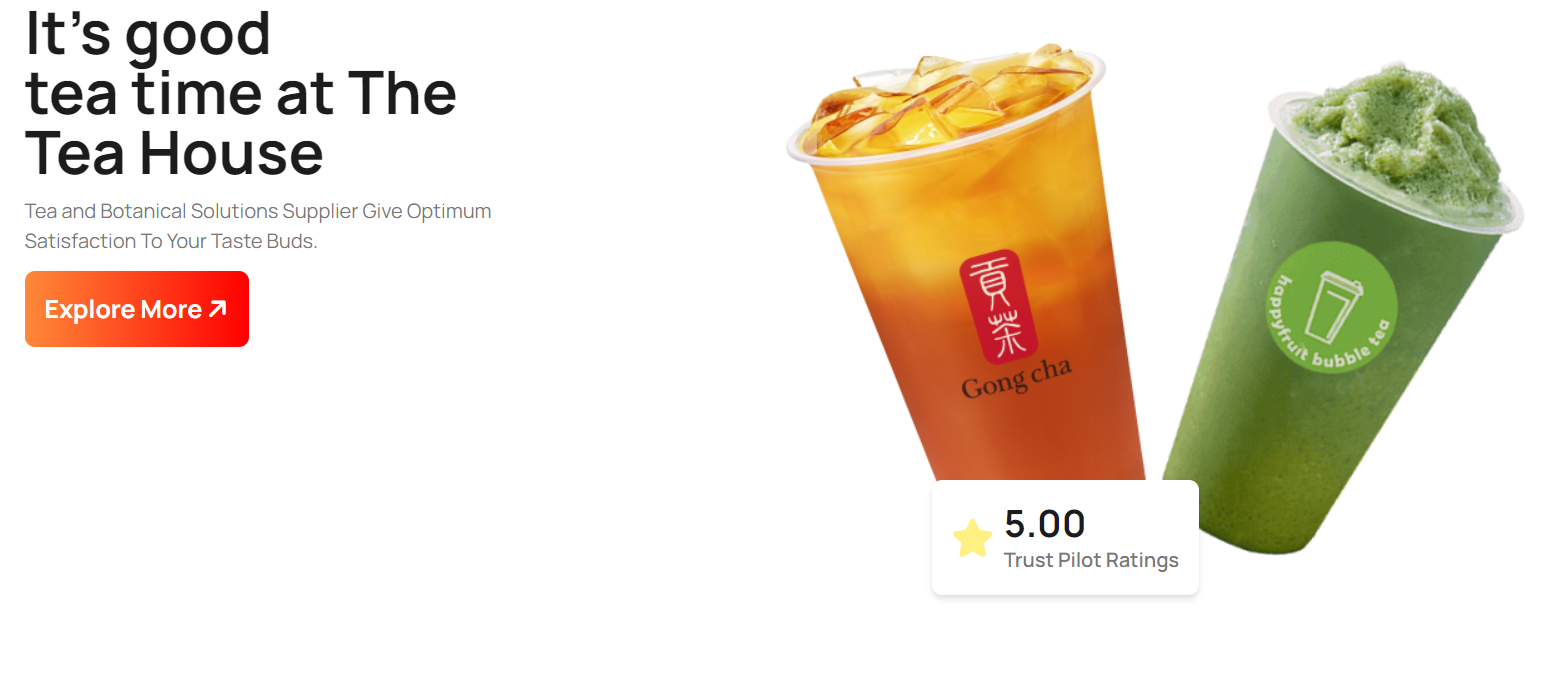 It’s good
tea time at The
Tea House
Tea and Botanical Solutions Supplier Give Optimum
Satisfaction To Your Taste Buds.
Explore More
貢
茶
Gong cha
happyfruit bubble tea
5.00
Trust Pilot Ratings